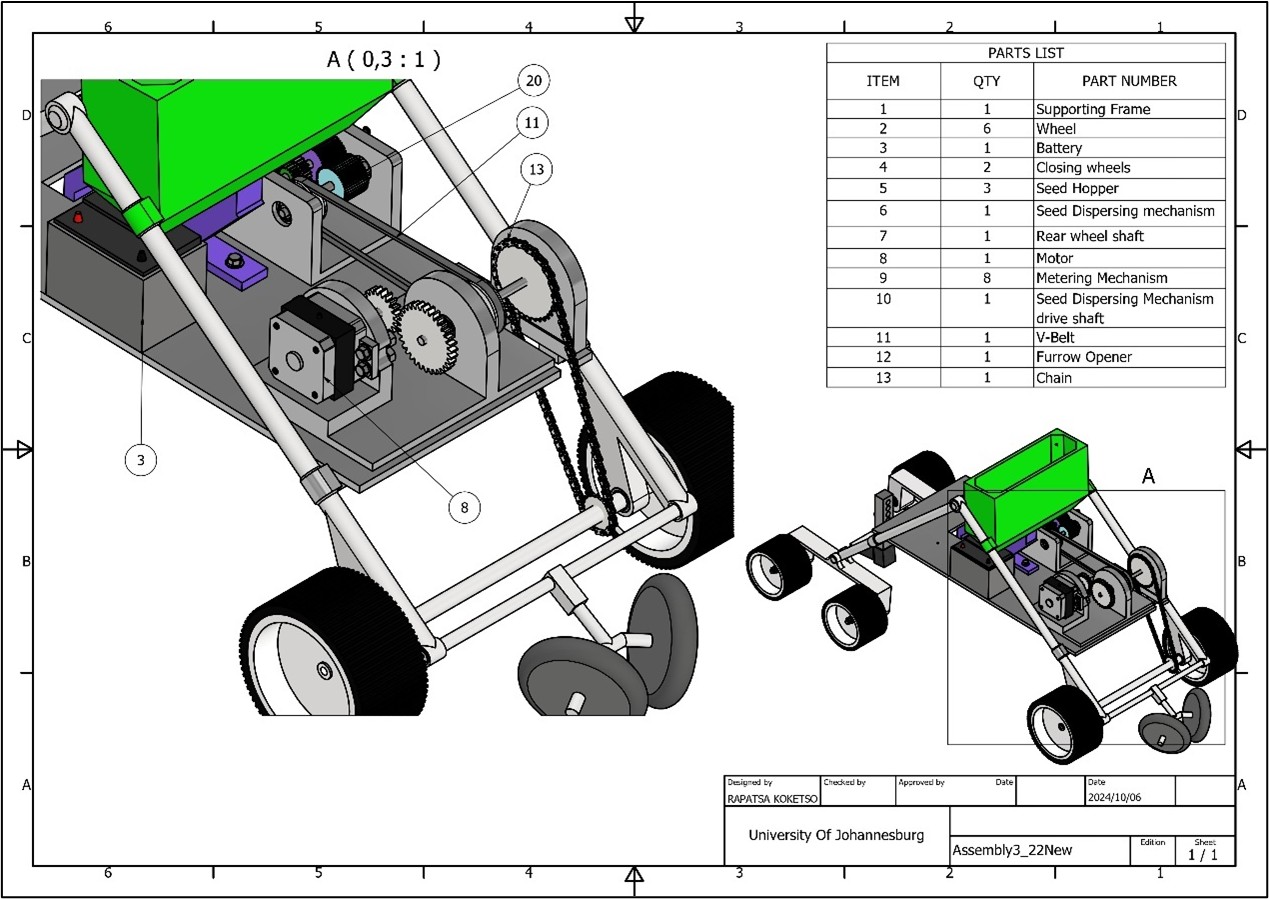 6 5 4 3 2 1
A ( 0,3 : 1 )
20
11
13
3
8
D
C
B
A
PARTS LIST
ITEM QTY PART NUMBER
1 1 Supporting Frame
2 6 Wheel
3 1 Battery
4 2 Closing wheels
5 3 Seed Hopper
6 1 Seed Dispersing mechanism
7 1 Rear wheel shaft
8 1 Motor
9 8 Metering Mechanism
10 1 Seed Dispersing Mechanism
drive shaft
11 1 V-Belt
12 1 Furrow Opener
13 1 Chain
D
C
B
A
A
Designed by Checked by Approved by Date Date
RAPATSA KOKETSO 2024/10/06
University Of Johannesburg
Assembly3_22New
Edition Sheet
1 / 1
6 5 4 3 2 1